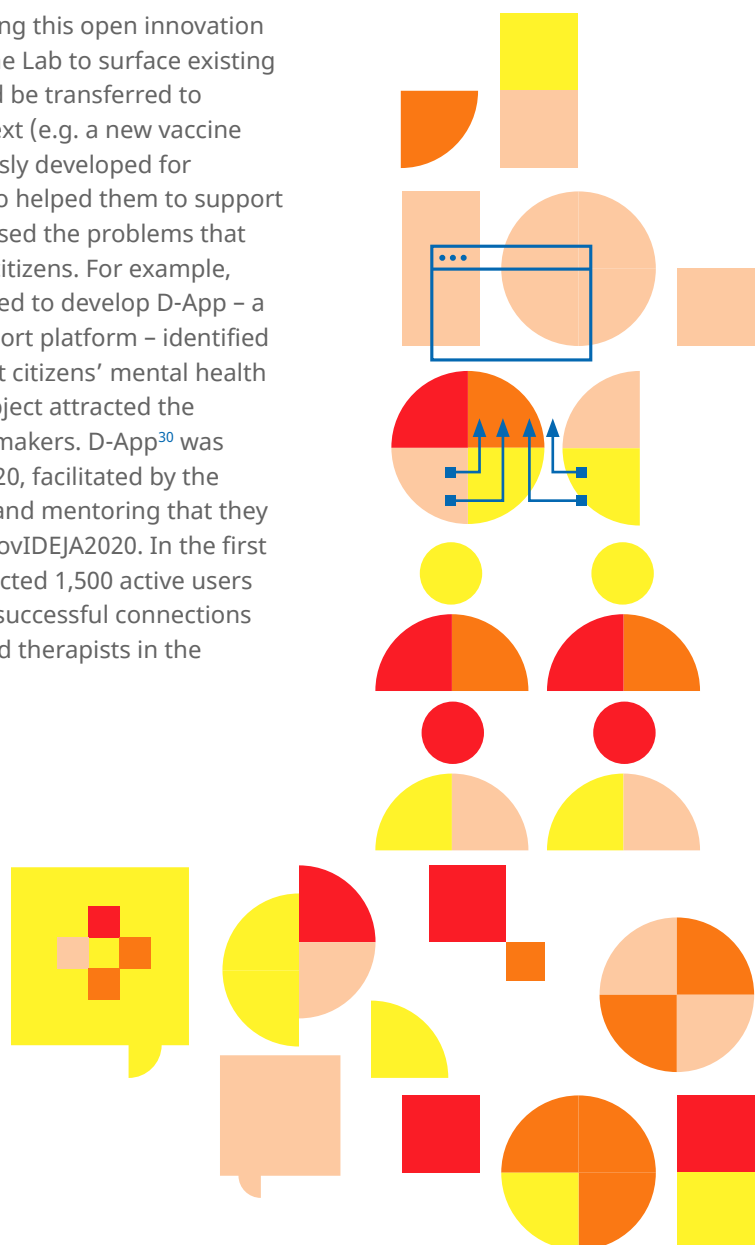 ng this open innovation
e Lab to surface existing
d be transferred to
ext (e.g. a new vaccine
sly developed for
o helped them to support
sed the problems that
citizens. For example,
ed to develop D-App – a
ort platform – identified
t citizens’ mental health
ject attracted the
makers. D-App30 was
20, facilitated by the
and mentoring that they
ovIDEJA2020. In the first
cted 1,500 active users
successful connections
d therapists in the